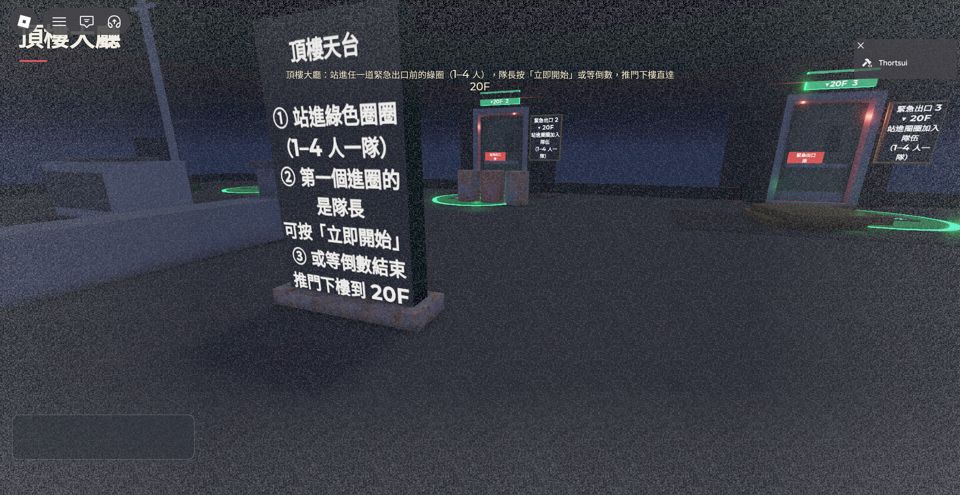 頂樓大廳
頂樓天台
① 站進綠色圈圈
(1–4 人一隊)
② 第一個進圈的
是隊長
可按「立即開始」
③ 或等倒數結束
推門下樓到 20F
頂樓大廳:站進任一道緊急出口前的綠圈(1–4 人),隊長按「立即開始」或等倒數,推門下樓直達
20F
▼20F 2
緊急出口 2
▼ 20F
站進圈圈加入
隊伍
(1–4 人一
隊)
▼20F 3
緊急出口
緊急出口 3
▼ 20F
站進圈圈加入
隊伍
(1–4 人一
隊)
Thortsui